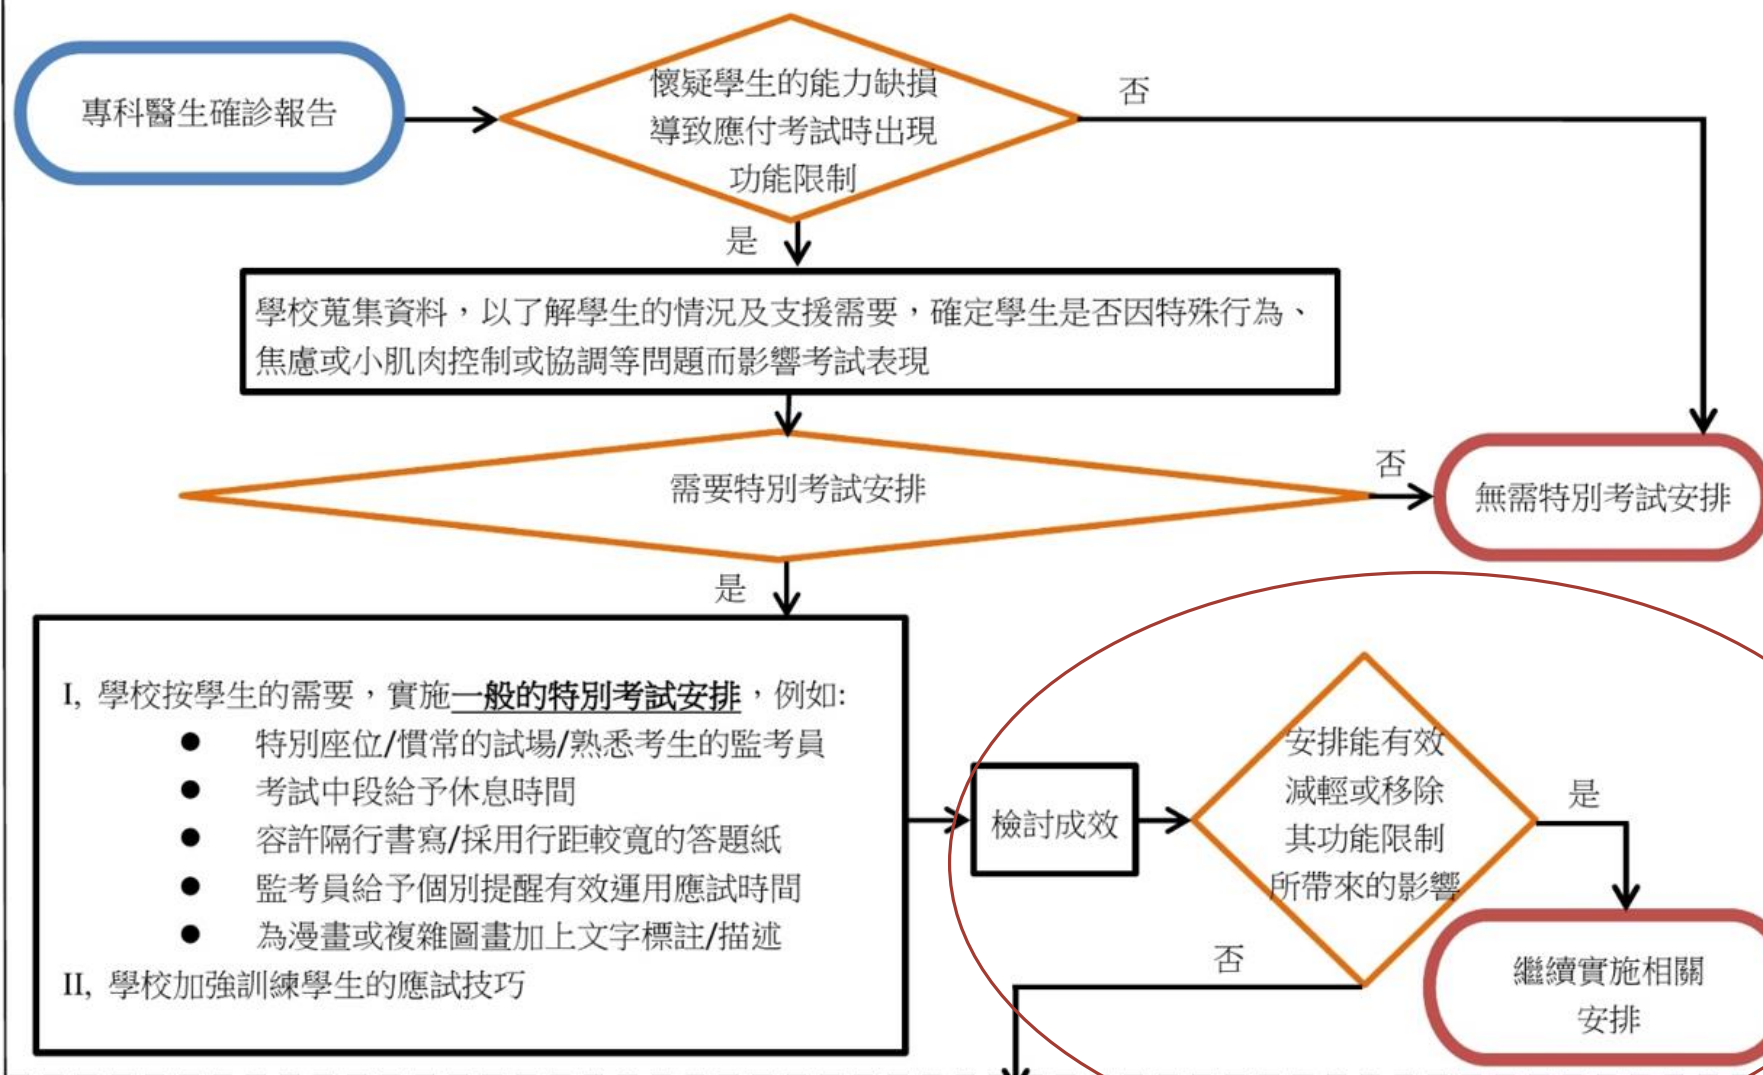 專科醫生確診報告
懷疑學生的能力缺損
導致應付考試時出現
功能限制
否
是
學校蒐集資料，以了解學生的情況及支援需要，確定學生是否因特殊行為、
焦慮或小肌肉控制或協調等問題而影響考試表現
需要特別考試安排
否
無需特別考試安排
是
I, 學校按學生的需要，實施一般的特別考試安排，例如:
● 特別座位/慣常的試場/熟悉考生的監考員
● 考試中段給予休息時間
● 容許隔行書寫/採用行距較寬的答題紙
● 監考員給予個別提醒有效運用應試時間
● 為漫畫或複雜圖畫加上文字標註/描述
II, 學校加強訓練學生的應試技巧
檢討成效
安排能有效
減輕或移除
其功能限制
所帶來的影響
是
否
繼續實施相關
安排